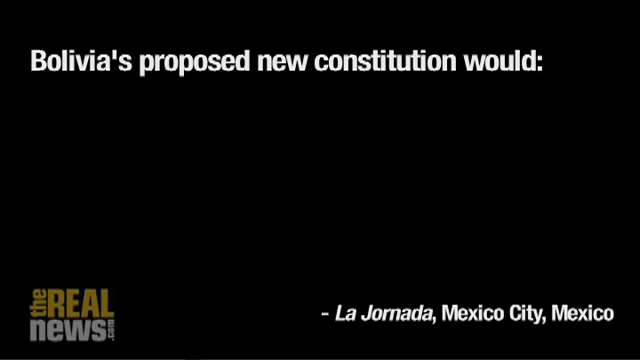 Bolivia's proposed new constitution would:
the REAL
news.com
- La Jornada, Mexico City, Mexico